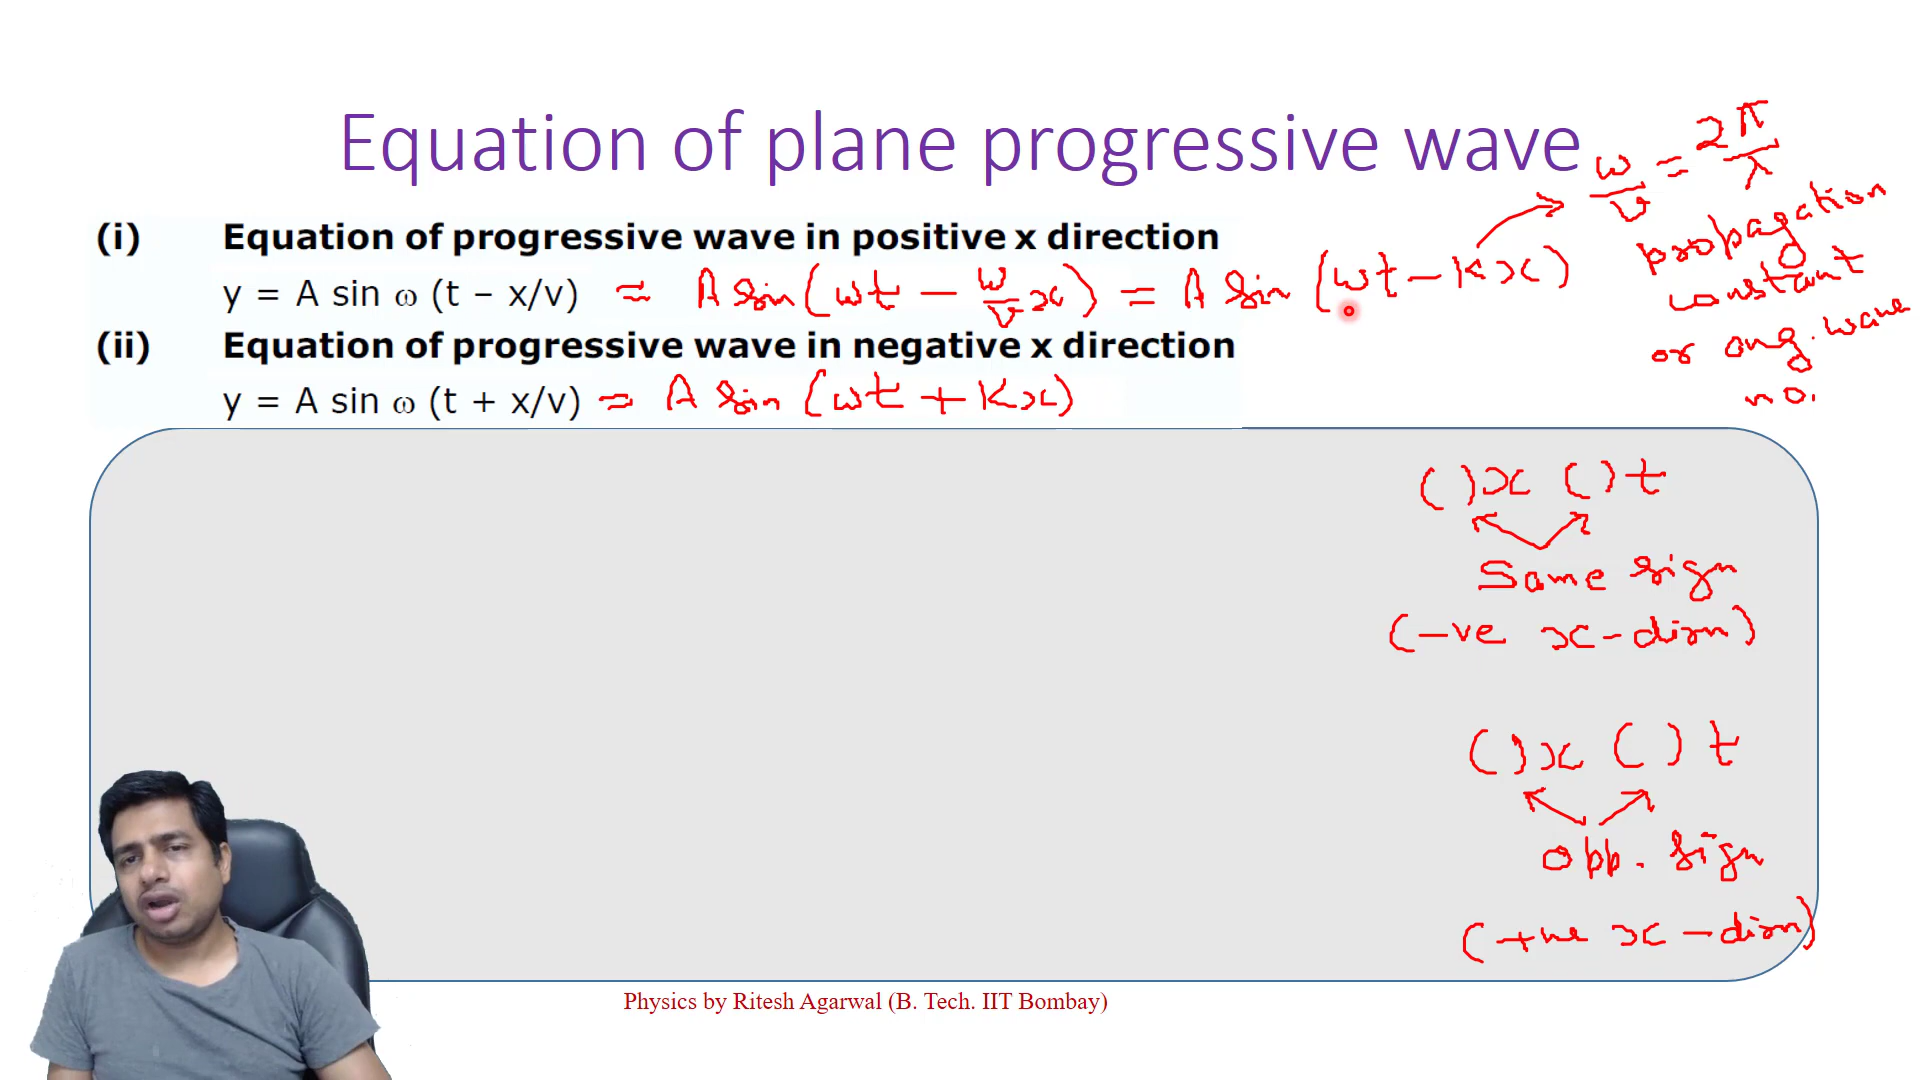 Equation of plane progressive wave
ω/v = 2π/λ
propagation
constant
or ang. wave
no.
(i) Equation of progressive wave in positive x direction
y = A sin ω (t – x/v) = A sin (ωt – ω/v x) = A sin (ωt – Kx)
(ii) Equation of progressive wave in negative x direction
y = A sin ω (t + x/v) = A sin (ωt + Kx)
( )x ( )t
Same sign
(-ve x-dirn)
( )x ( ) t
opp. sign
(+ve x-dirn)
Physics by Ritesh Agarwal (B. Tech. IIT Bombay)